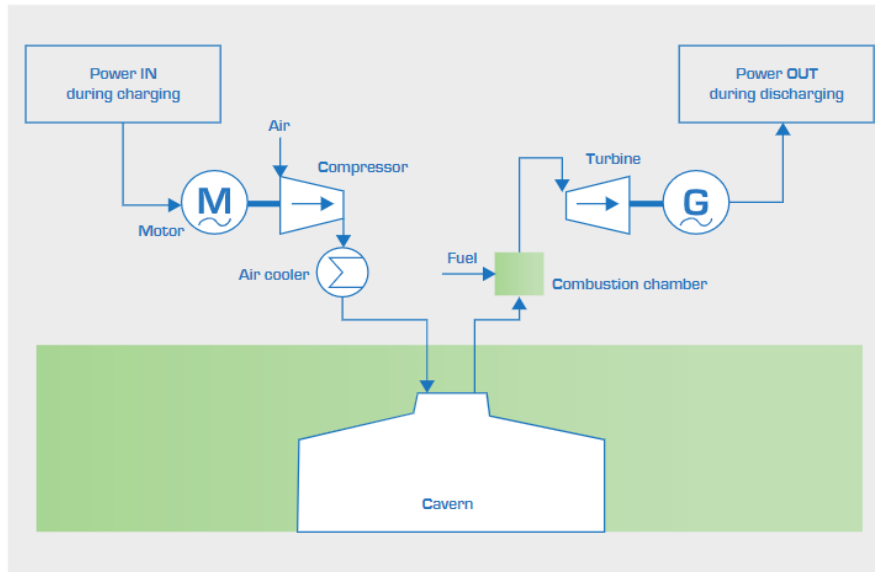 Power IN
during charging
Power OUT
during discharging
Air
Compressor
Turbine
M
G
Motor
Air cooler
Fuel
Combustion chamber
Cavern